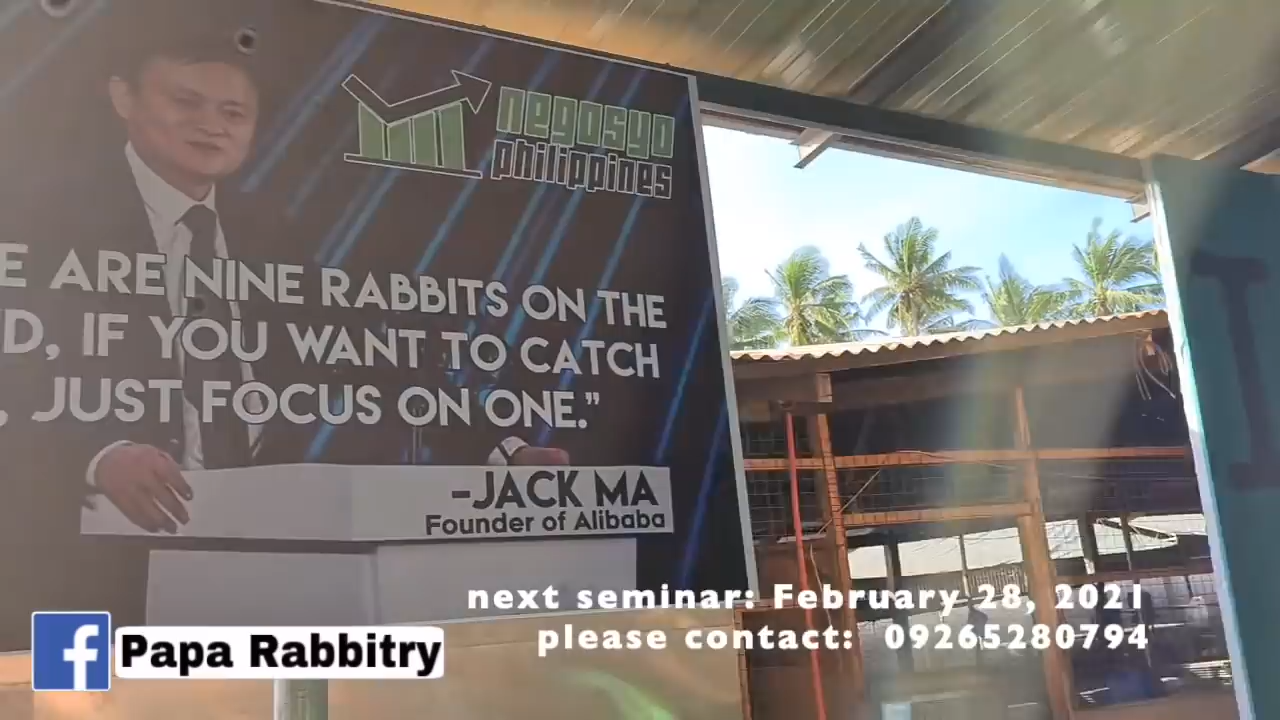 negosyo
philippines
E ARE NINE RABBITS ON THE
D, IF YOU WANT TO CATCH
, JUST FOCUS ON ONE."
-JACK MA
Founder of Alibaba
next seminar: February 28, 2021
please contact: 09265280794
f Papa Rabbitry